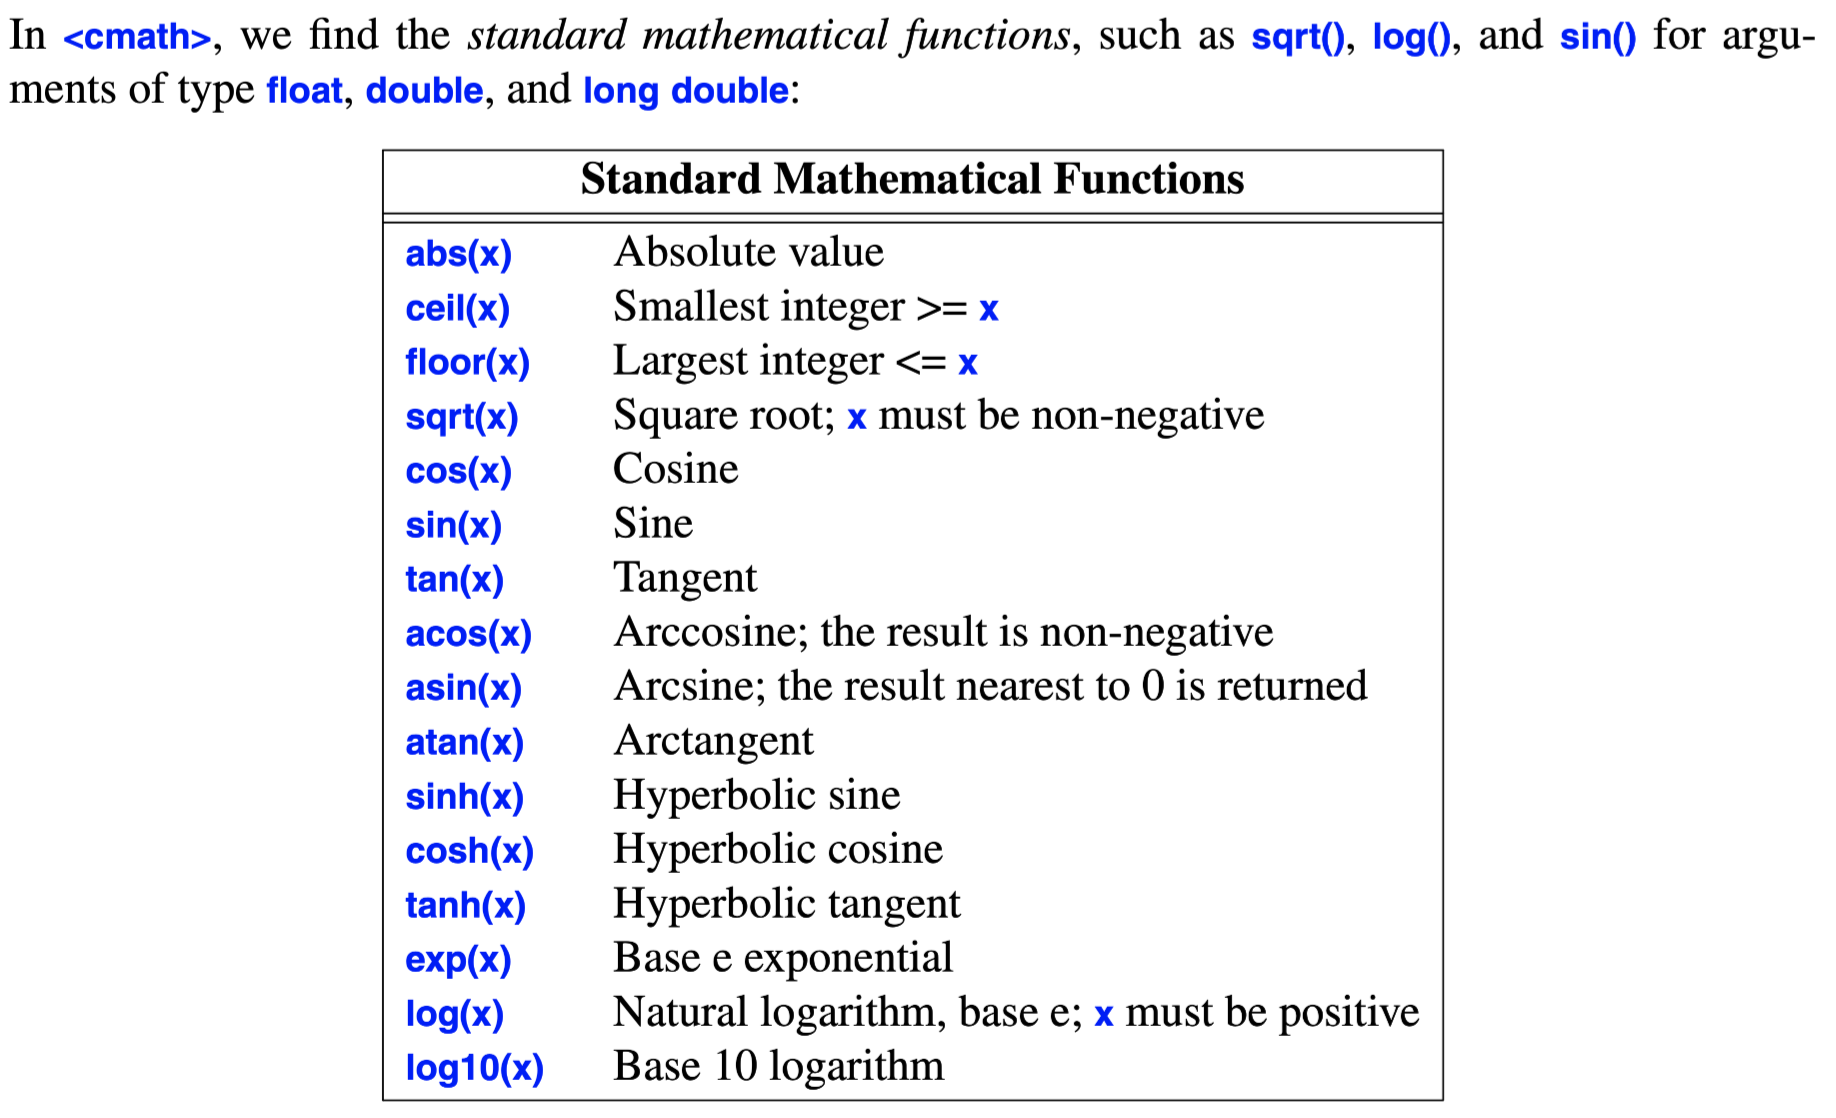 In <cmath>, we find the standard mathematical functions, such as sqrt(), log(), and sin() for argu-
ments of type float, double, and long double:
Standard Mathematical Functions
abs(x) Absolute value
ceil(x) Smallest integer >= x
floor(x) Largest integer <= x
sqrt(x) Square root; x must be non-negative
cos(x) Cosine
sin(x) Sine
tan(x) Tangent
acos(x) Arccosine; the result is non-negative
asin(x) Arcsine; the result nearest to 0 is returned
atan(x) Arctangent
sinh(x) Hyperbolic sine
cosh(x) Hyperbolic cosine
tanh(x) Hyperbolic tangent
exp(x) Base e exponential
log(x) Natural logarithm, base e; x must be positive
log10(x) Base 10 logarithm